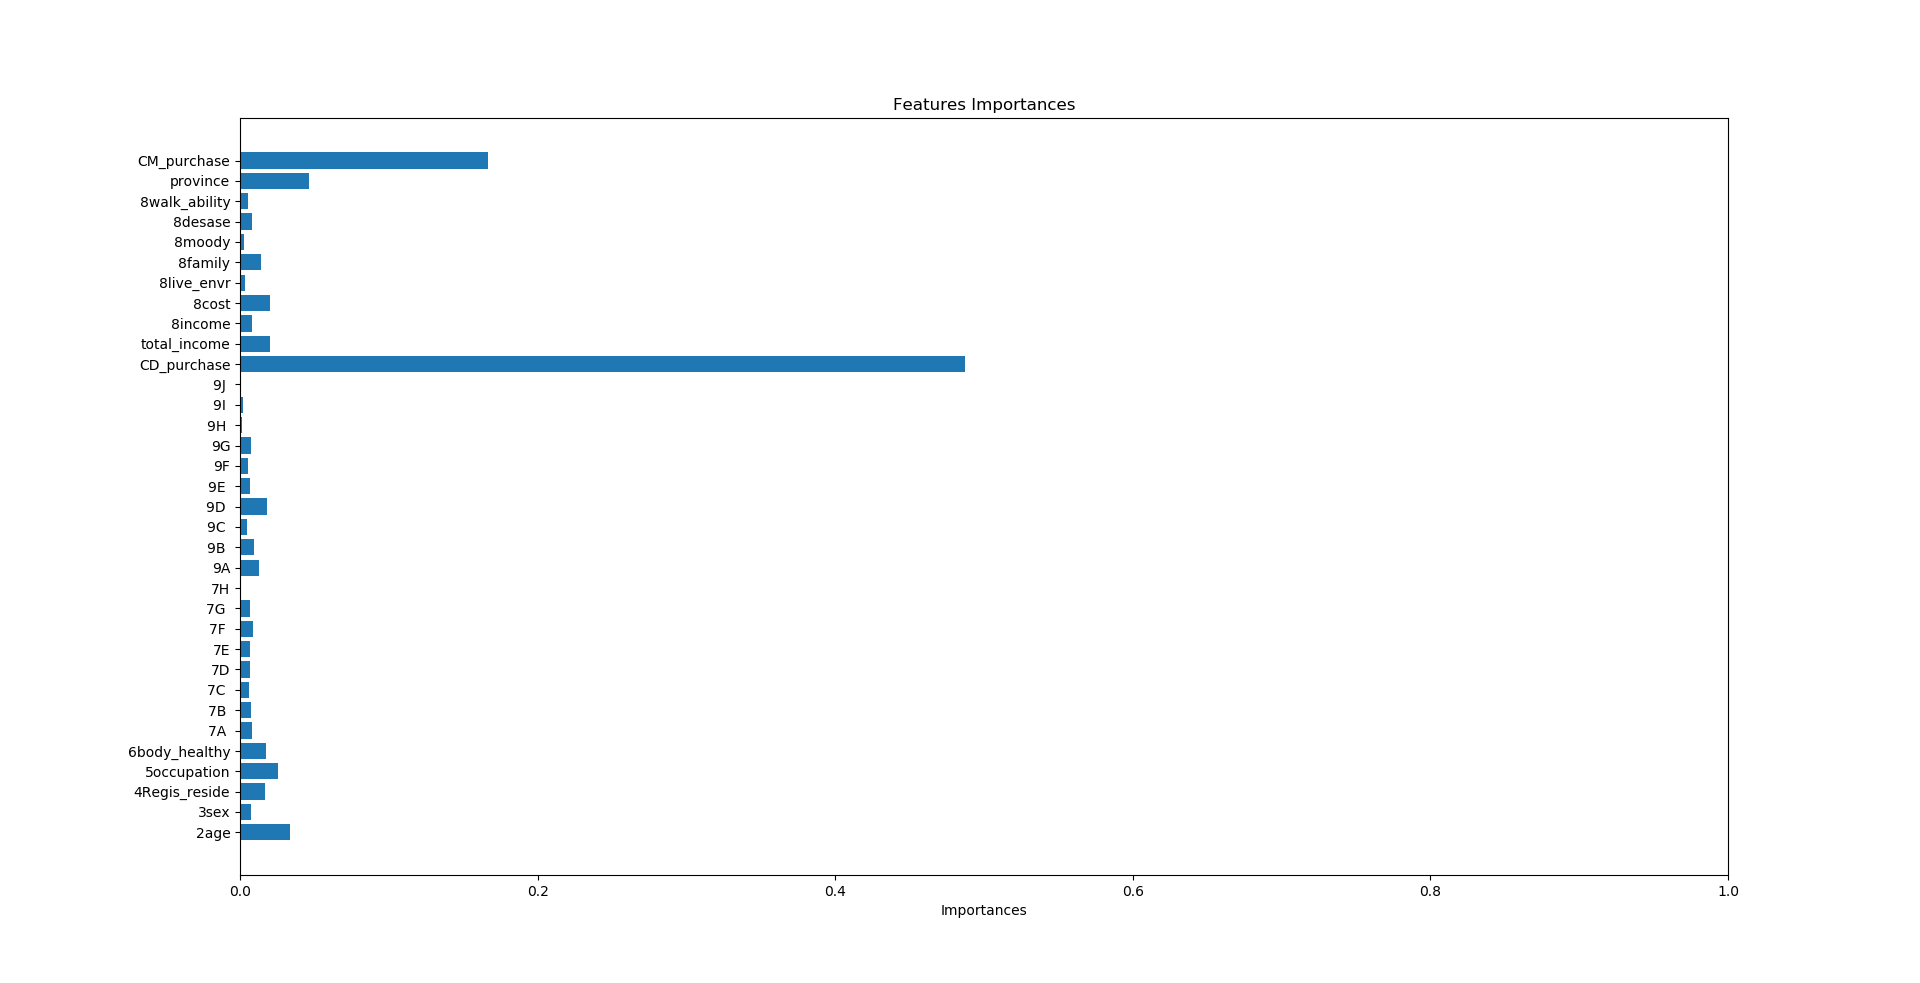 Features Importances
CM_purchase
province
8walk_ability
8desase
8moody
8family
8live_envr
8cost
8income
total_income
CD_purchase
9J
9I
9H
9G
9F
9E
9D
9C
9B
9A
7H
7G
7F
7E
7D
7C
7B
7A
6body_healthy
5occupation
4Regis_reside
3sex
2age
0.0 0.2 0.4 0.6 0.8 1.0
Importances